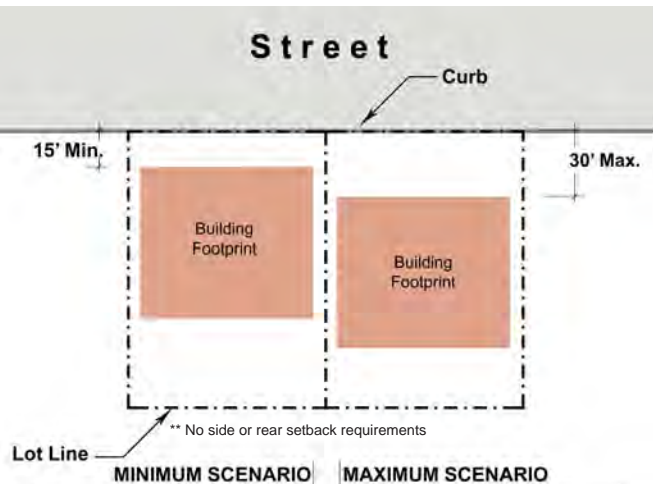 Street
Curb
15' Min.
30' Max.
Building
Footprint
Building
Footprint
** No side or rear setback requirements
Lot Line
MINIMUM SCENARIO
MAXIMUM SCENARIO